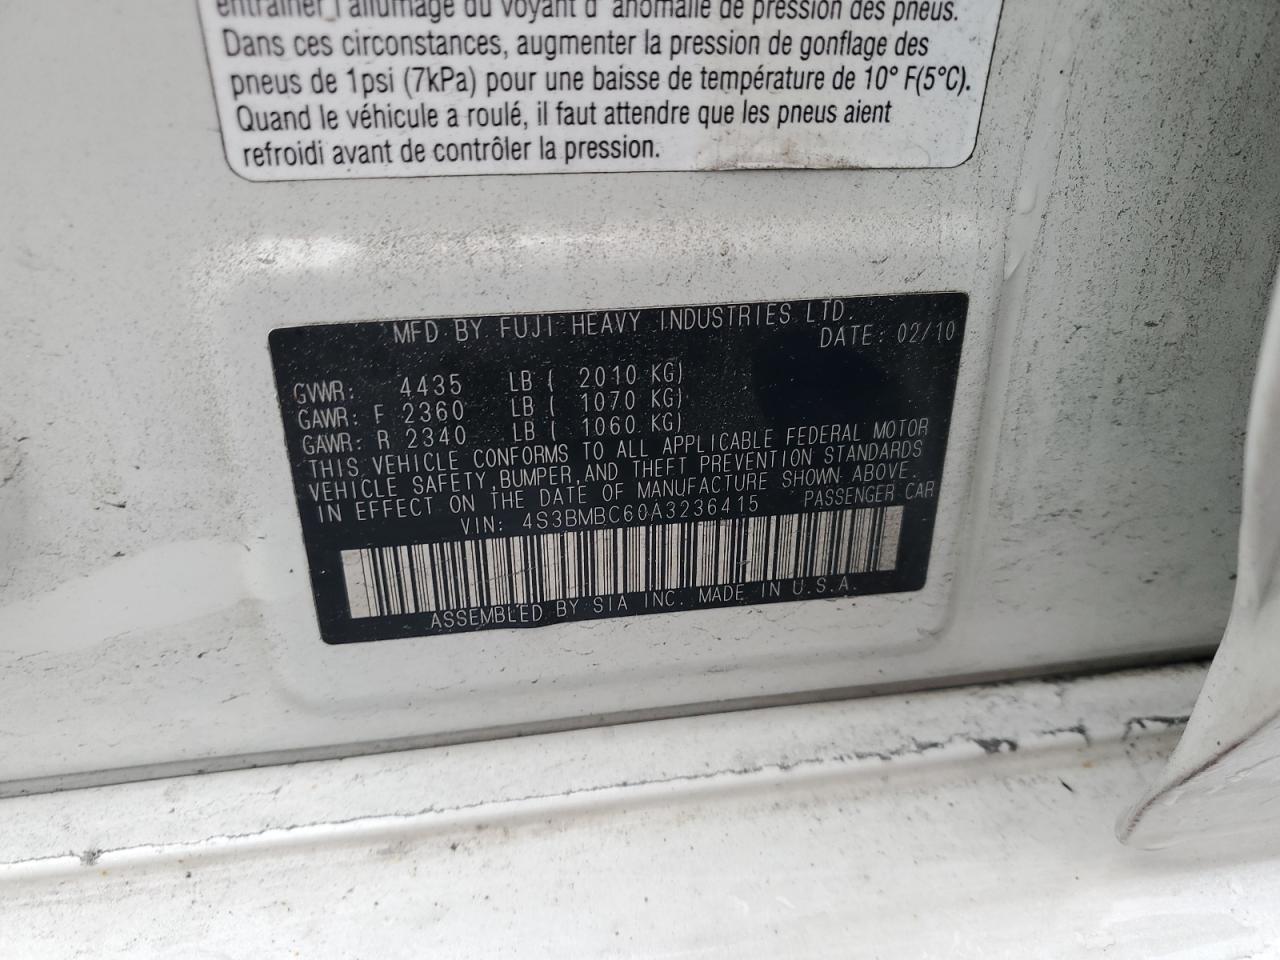 entraîner l'allumage du voyant d' anomalie de pression des pneus.
Dans ces circonstances, augmenter la pression de gonflage des
pneus de 1psi (7kPa) pour une baisse de température de 10° F(5°C).
Quand le véhicule a roulé, il faut attendre que les pneus aient
refroidi avant de contrôler la pression.
MFD BY FUJI HEAVY INDUSTRIES LTD.
DATE: 02/10
GVWR: 4435 LB ( 2010 KG)
GAWR: F 2360 LB ( 1070 KG)
GAWR: R 2340 LB ( 1060 KG)
THIS VEHICLE CONFORMS TO ALL APPLICABLE FEDERAL MOTOR
VEHICLE SAFETY,BUMPER,AND THEFT PREVENTION STANDARDS
IN EFFECT ON THE DATE OF MANUFACTURE SHOWN ABOVE.
VIN: 4S3BMBC60A3236415 PASSENGER CAR
ASSEMBLED BY SIA INC. MADE IN U.S.A.